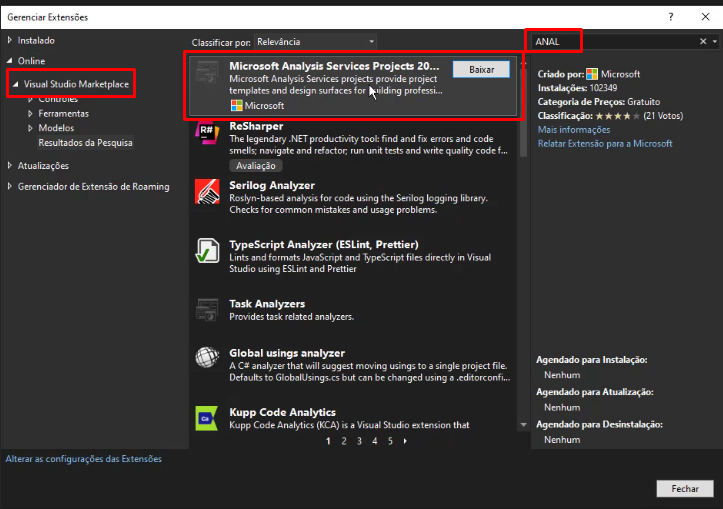 Gerenciar Extensões
Instalado
Online
Visual Studio Marketplace
Controles
Ferramentas
Modelos
Resultados da Pesquisa
Atualizações
Gerenciador de Extensão de Roaming
Classificar por: Relevância
Microsoft Analysis Services Projects 20...
Baixar
Microsoft Analysis Services projects provide project
templates and design surfaces for building professi...
Microsoft
ReSharper
The legendary .NET productivity tool: find and fix errors and code
smells; navigate and refactor; run unit tests and write quality code f...
Avaliação
Serilog Analyzer
Roslyn-based analysis for code using the Serilog logging library.
Checks for common mistakes and usage problems.
TypeScript Analyzer (ESLint, Prettier)
Lints and formats JavaScript and TypeScript files directly in Visual
Studio using ESLint and Prettier
Task Analyzers
Provides task related analyzers.
Global usings analyzer
A C# analyzer that will suggest moving usings to a single project file.
Defaults to GlobalUsings.cs but can be changed using a .editorconfi...
Kupp Code Analytics
Kupp Code Analytics (KCA) is a Visual Studio extension that
1 2 3 4 5
ANAL
Criado por: Microsoft
Instalações: 102349
Categoria de Preços: Gratuito
Classificação: (21 Votos)
Mais informações
Relatar Extensão para a Microsoft
Agendado para Instalação:
Nenhum
Agendado para Atualização:
Nenhum
Agendado para Desinstalação:
Nenhum
Alterar as configurações das Extensões
Fechar